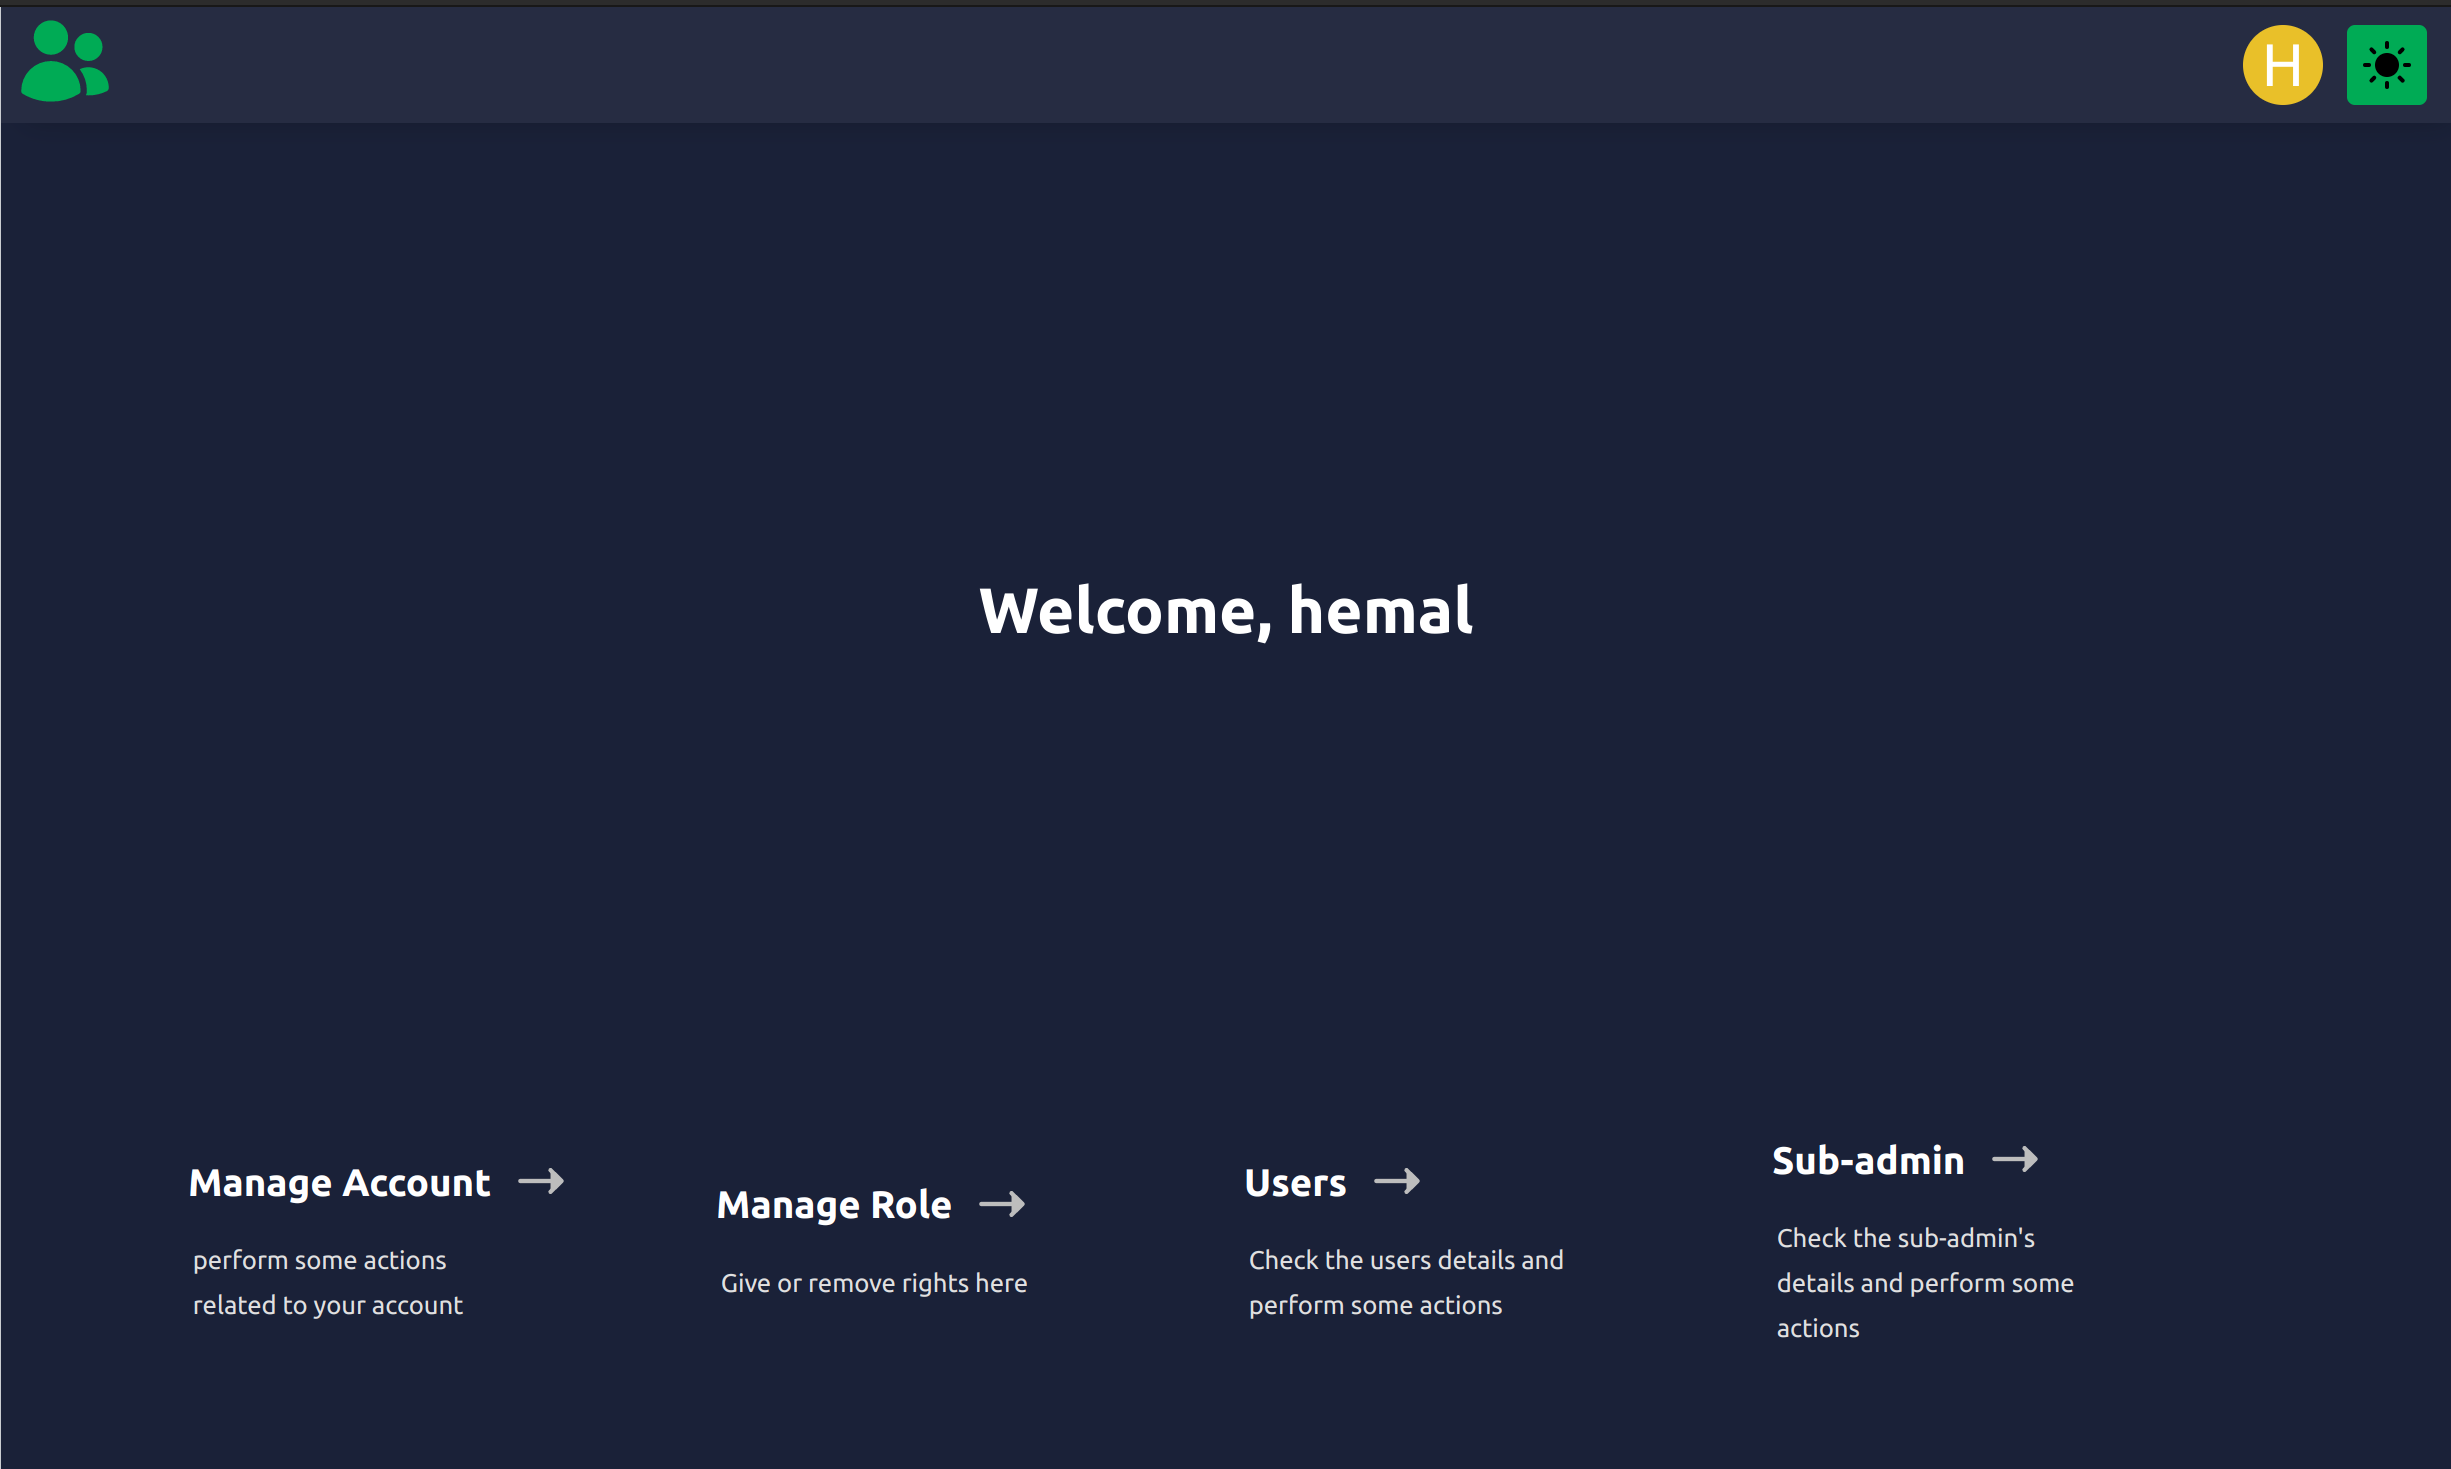 H
Welcome, hemal
Manage Account
perform some actions
related to your account
Manage Role
Give or remove rights here
Users
Check the users details and
perform some actions
Sub-admin
Check the sub-admin's
details and perform some
actions